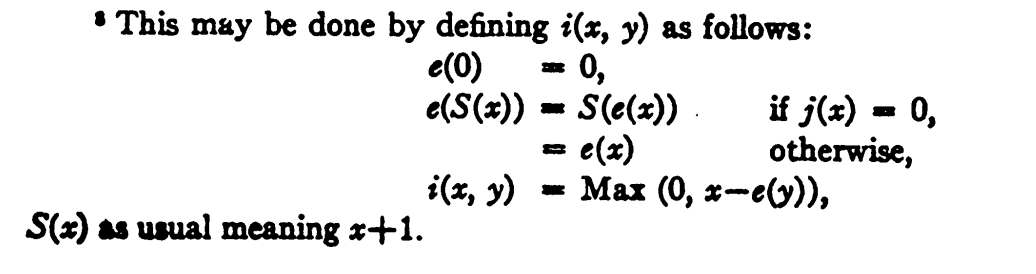 ⁸ This may be done by defining i(x, y) as follows:
e(0) = 0,
e(S(x)) = S(e(x)) if j(x) = 0,
= e(x) otherwise,
i(x, y) = Max (0, x−e(y)),
S(x) as usual meaning x+1.